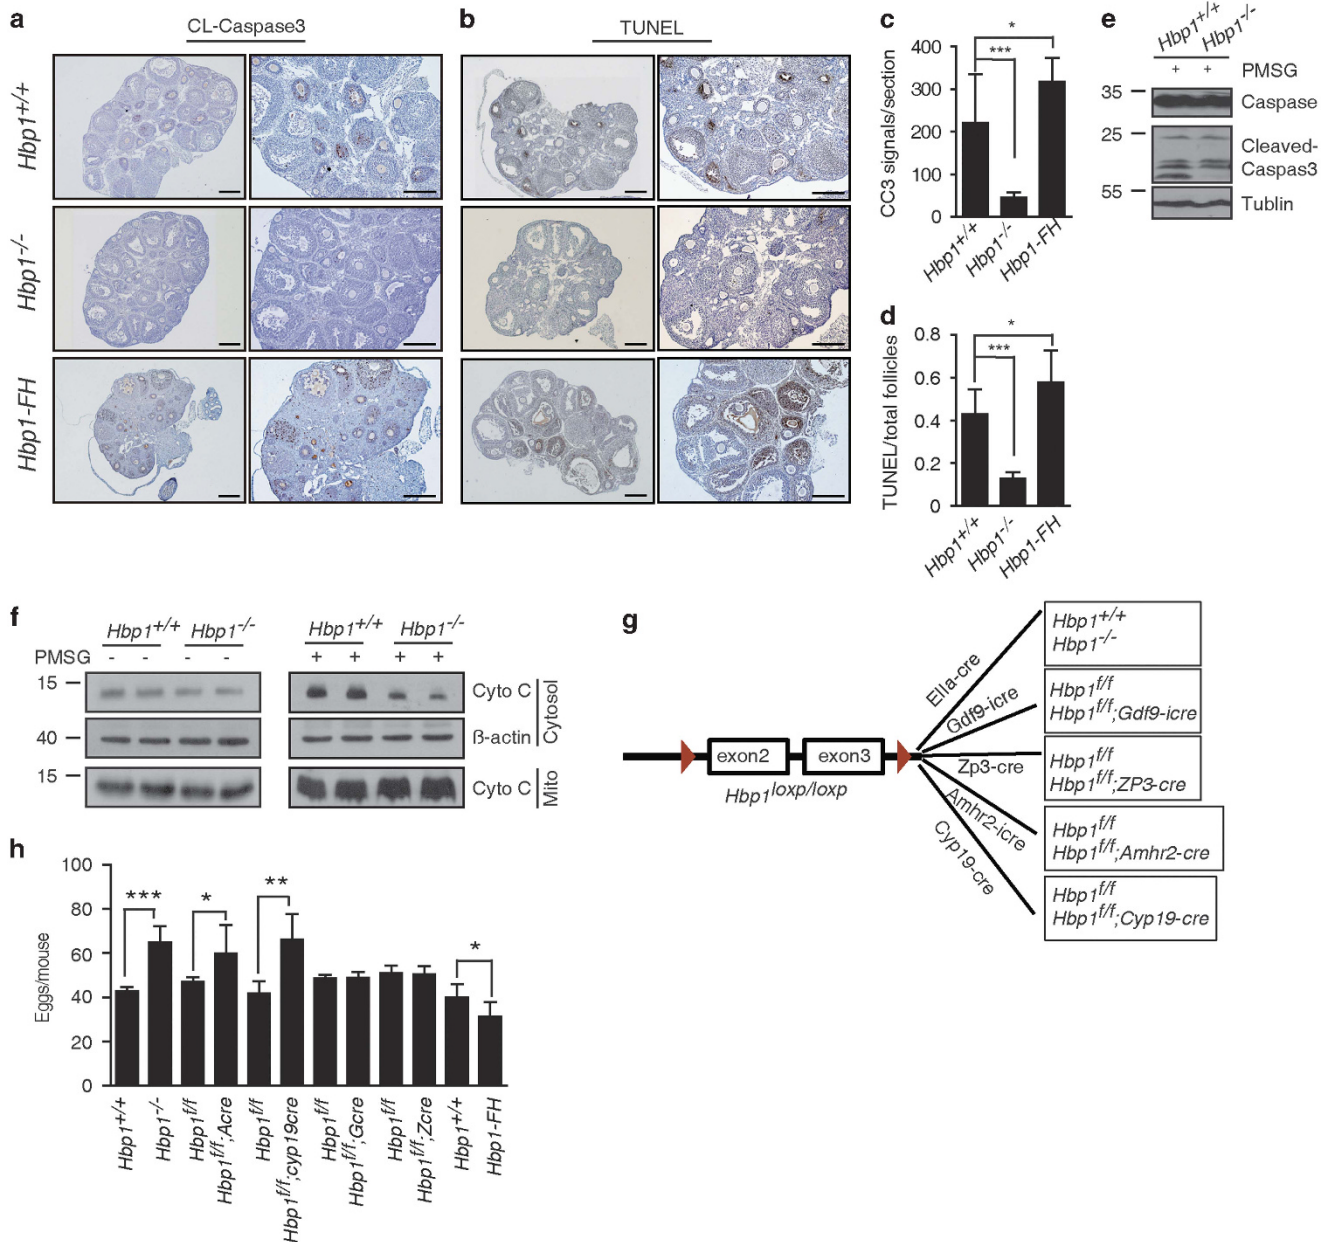 a
CL-Caspase3
Hbp1+/+
Hbp1-/-
Hbp1-FH
b
TUNEL
c
CC3 signals/section
400
300
200
100
0
*
***
Hbp1+/+
Hbp1-/-
Hbp1-FH
d
TUNEL/total follicles
0.8
0.6
0.4
0.2
0
*
***
Hbp1+/+
Hbp1-/-
Hbp1-FH
e
Hbp1+/+ Hbp1-/-
+ + PMSG
35
Caspase
25
Cleaved-
Caspas3
55
Tublin
f
Hbp1+/+ Hbp1-/-
PMSG - - - -
Hbp1+/+ Hbp1-/-
+ + + +
15
Cyto C
40
ß-actin
Cytosol
15
Cyto C
Mito
g
exon2 exon3
Hbp1loxp/loxp
EIIa-cre
Gdf9-icre
Zp3-cre
Amhr2-icre
Cyp19-cre
Hbp1+/+
Hbp1-/-
Hbp1f/f
Hbp1f/f;Gdf9-icre
Hbp1f/f
Hbp1f/f;ZP3-cre
Hbp1f/f
Hbp1f/f;Amhr2-cre
Hbp1f/f
Hbp1f/f;Cyp19-cre
h
Eggs/mouse
100
80
60
40
20
0
***
*
**
*
Hbp1+/+
Hbp1-/-
Hbp1f/f
Hbp1f/f;Acre
Hbp1f/f
Hbp1f/f;cyp19cre
Hbp1f/f
Hbp1f/f;Gcre
Hbp1f/f
Hbp1f/f;Zcre
Hbp1+/+
Hbp1-FH